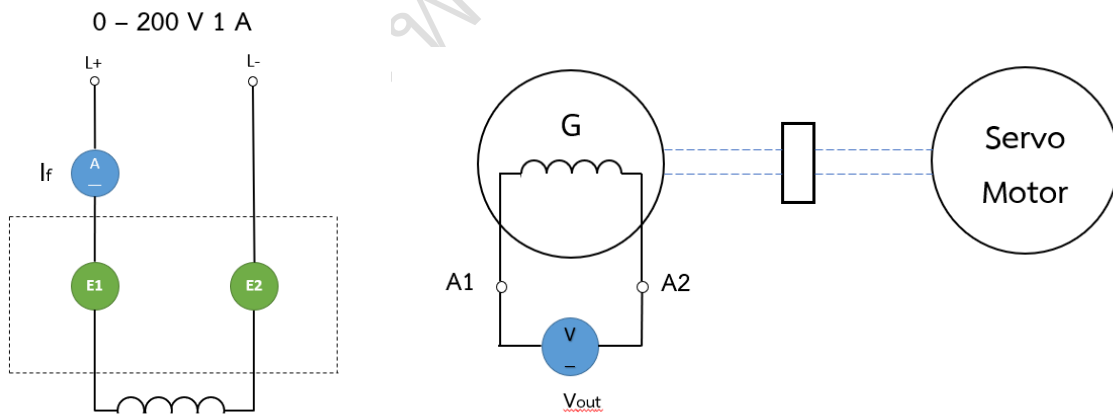 0 – 200 V 1 A
L+
L-
If
A
E1
E2
G
A1
A2
V
Vout
Servo
Motor